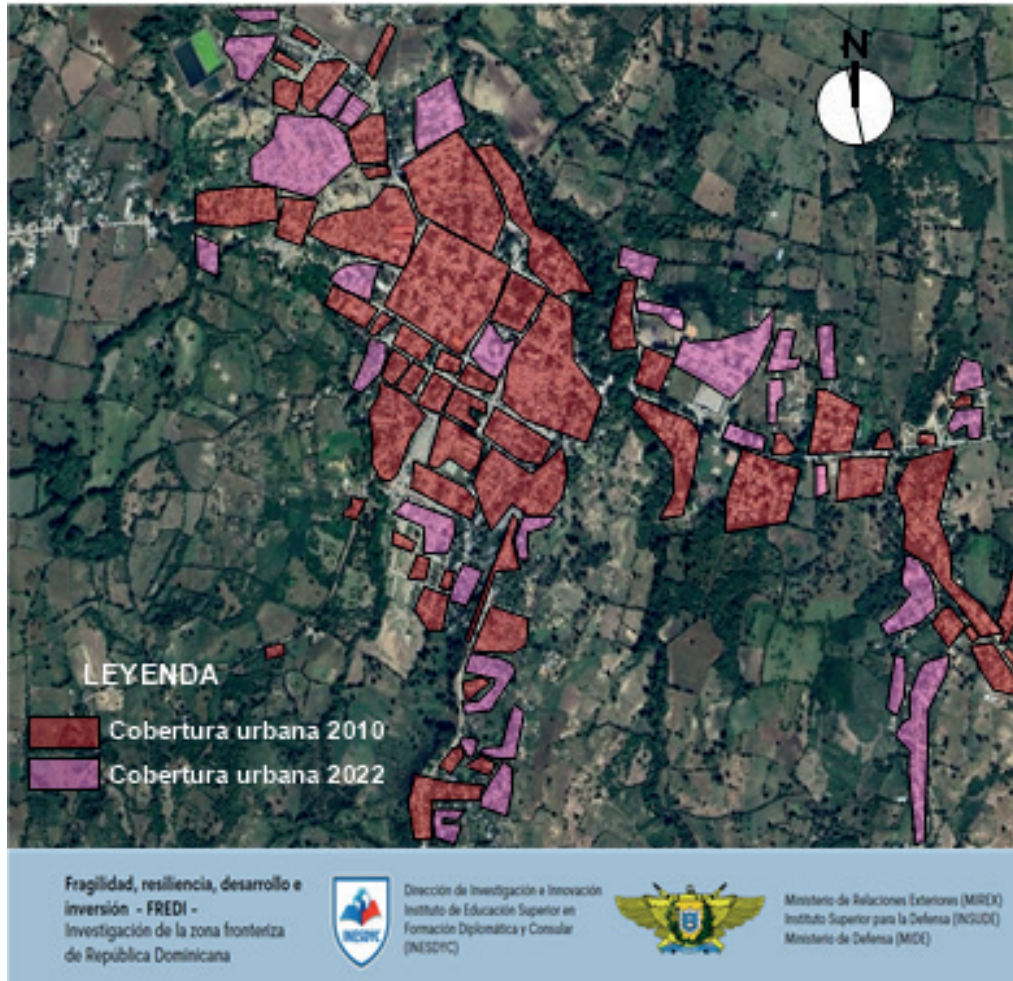 N
LEYENDA
Cobertura urbana 2010
Cobertura urbana 2022
Fragilidad, resiliencia, desarrollo e
inversión - FREDI -
Investigación de la zona fronteriza
de República Dominicana
INESDYC
Dirección de Investigación e Innovación
Instituto de Educación Superior en
Formación Diplomática y Consular
(INESDYC)
Ministerio de Relaciones Exteriores (MIREX)
Instituto Superior para la Defensa (INSUDE)
Ministerio de Defensa (MIDE)